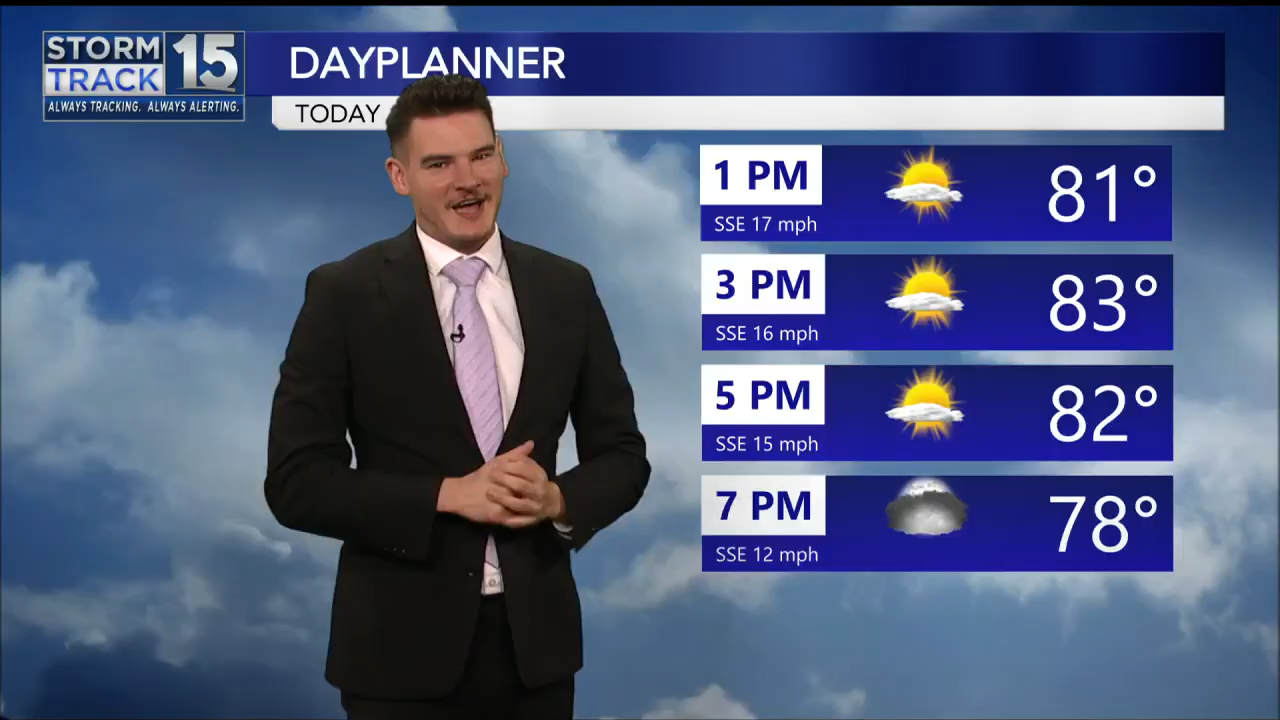 STORM
TRACK
15
ALWAYS TRACKING. ALWAYS ALERTING.
DAYPLANNER
TODAY
1 PM
SSE 17 mph
81°
3 PM
SSE 16 mph
83°
5 PM
SSE 15 mph
82°
7 PM
SSE 12 mph
78°